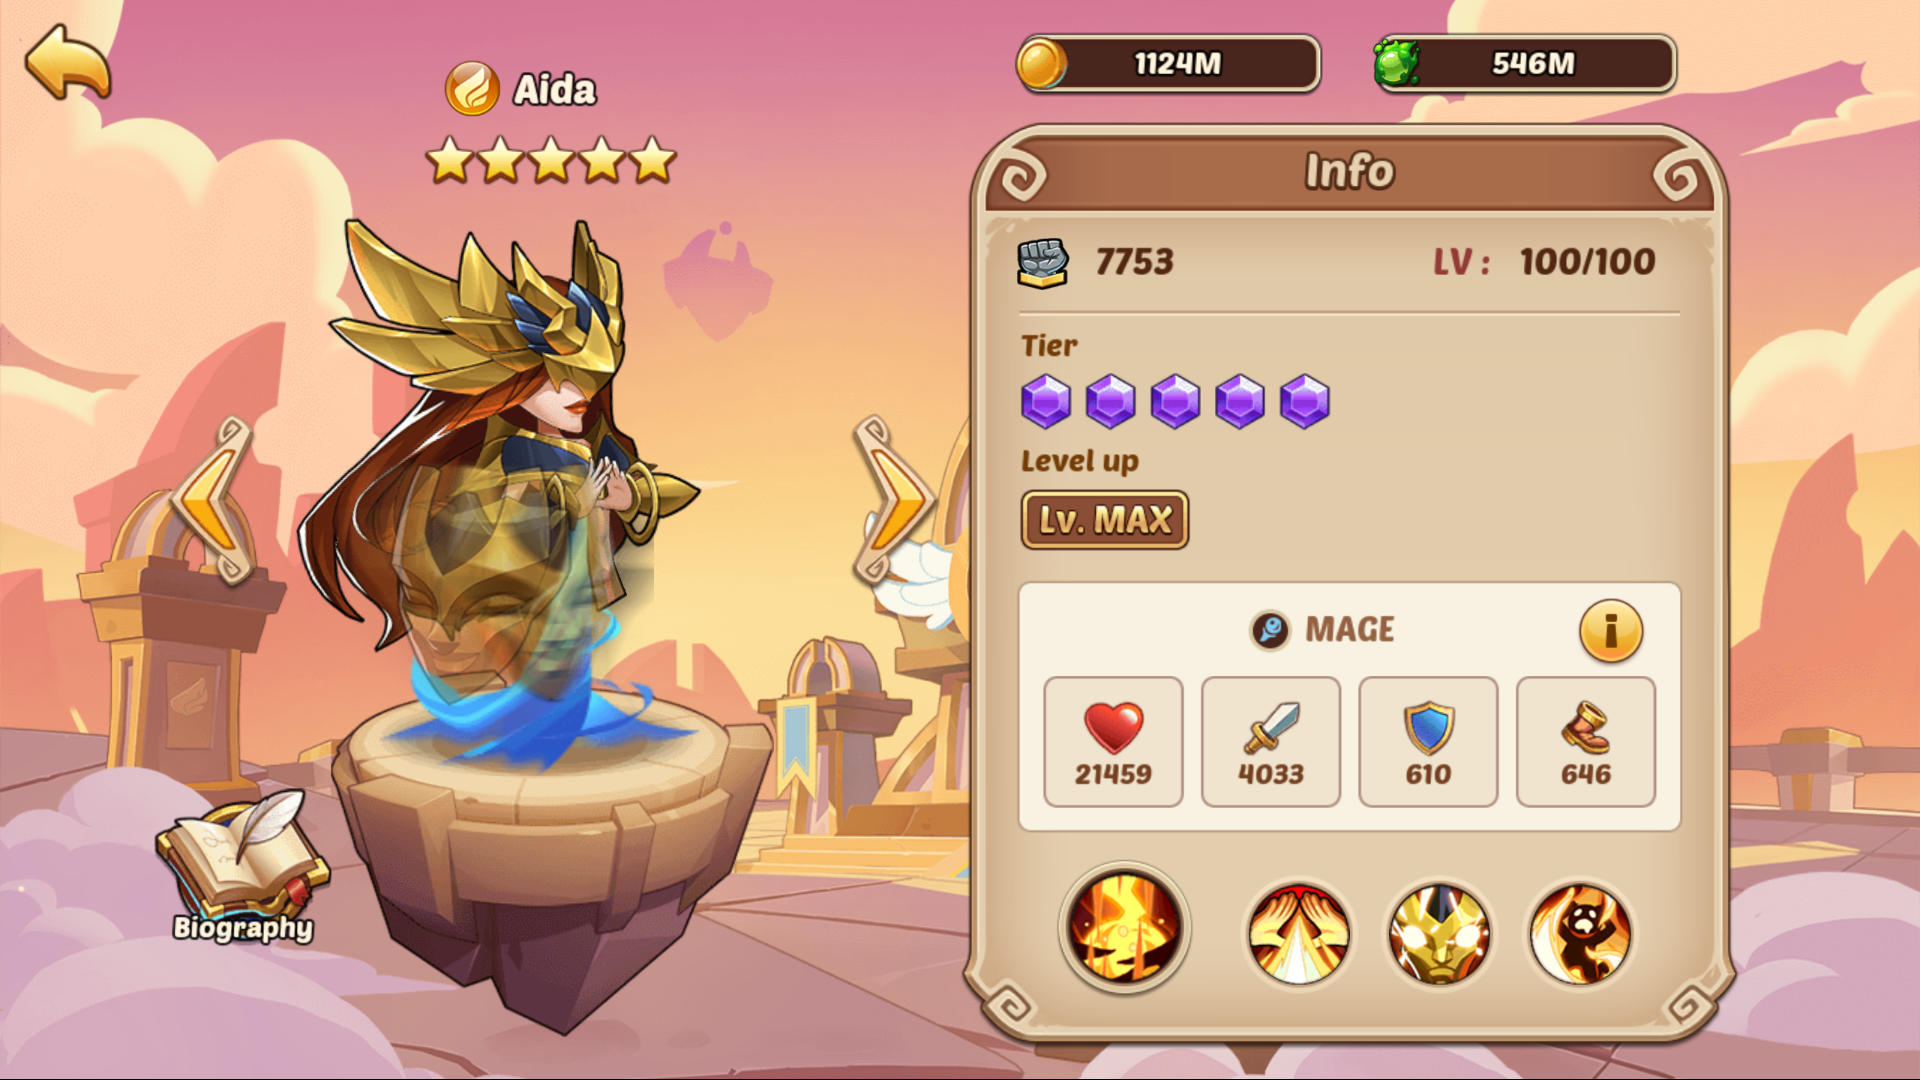 Aida
1124M
546M
Info
7753
LV : 100/100
Tier
Level up
Lv. MAX
MAGE
21459
4033
610
646
Biography